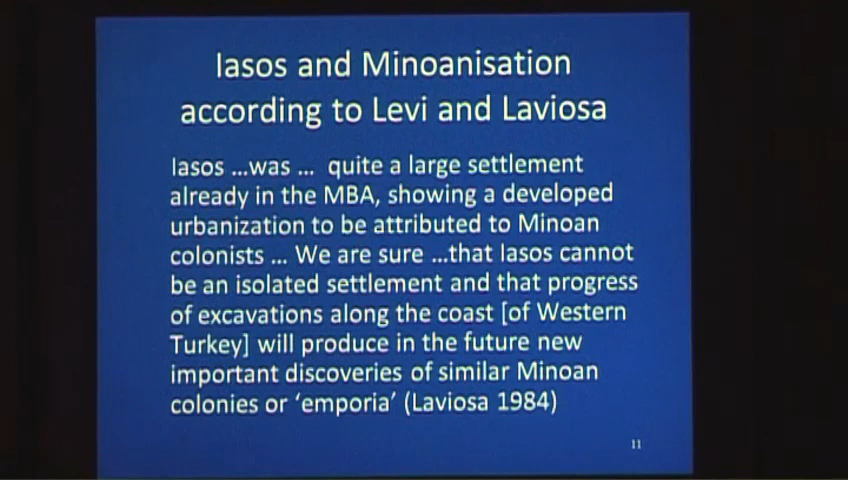 Iasos and Minoanisation
according to Levi and Laviosa
Iasos ...was ... quite a large settlement
already in the MBA, showing a developed
urbanization to be attributed to Minoan
colonists ... We are sure ...that Iasos cannot
be an isolated settlement and that progress
of excavations along the coast [of Western
Turkey] will produce in the future new
important discoveries of similar Minoan
colonies or ‘emporia’ (Laviosa 1984)
11